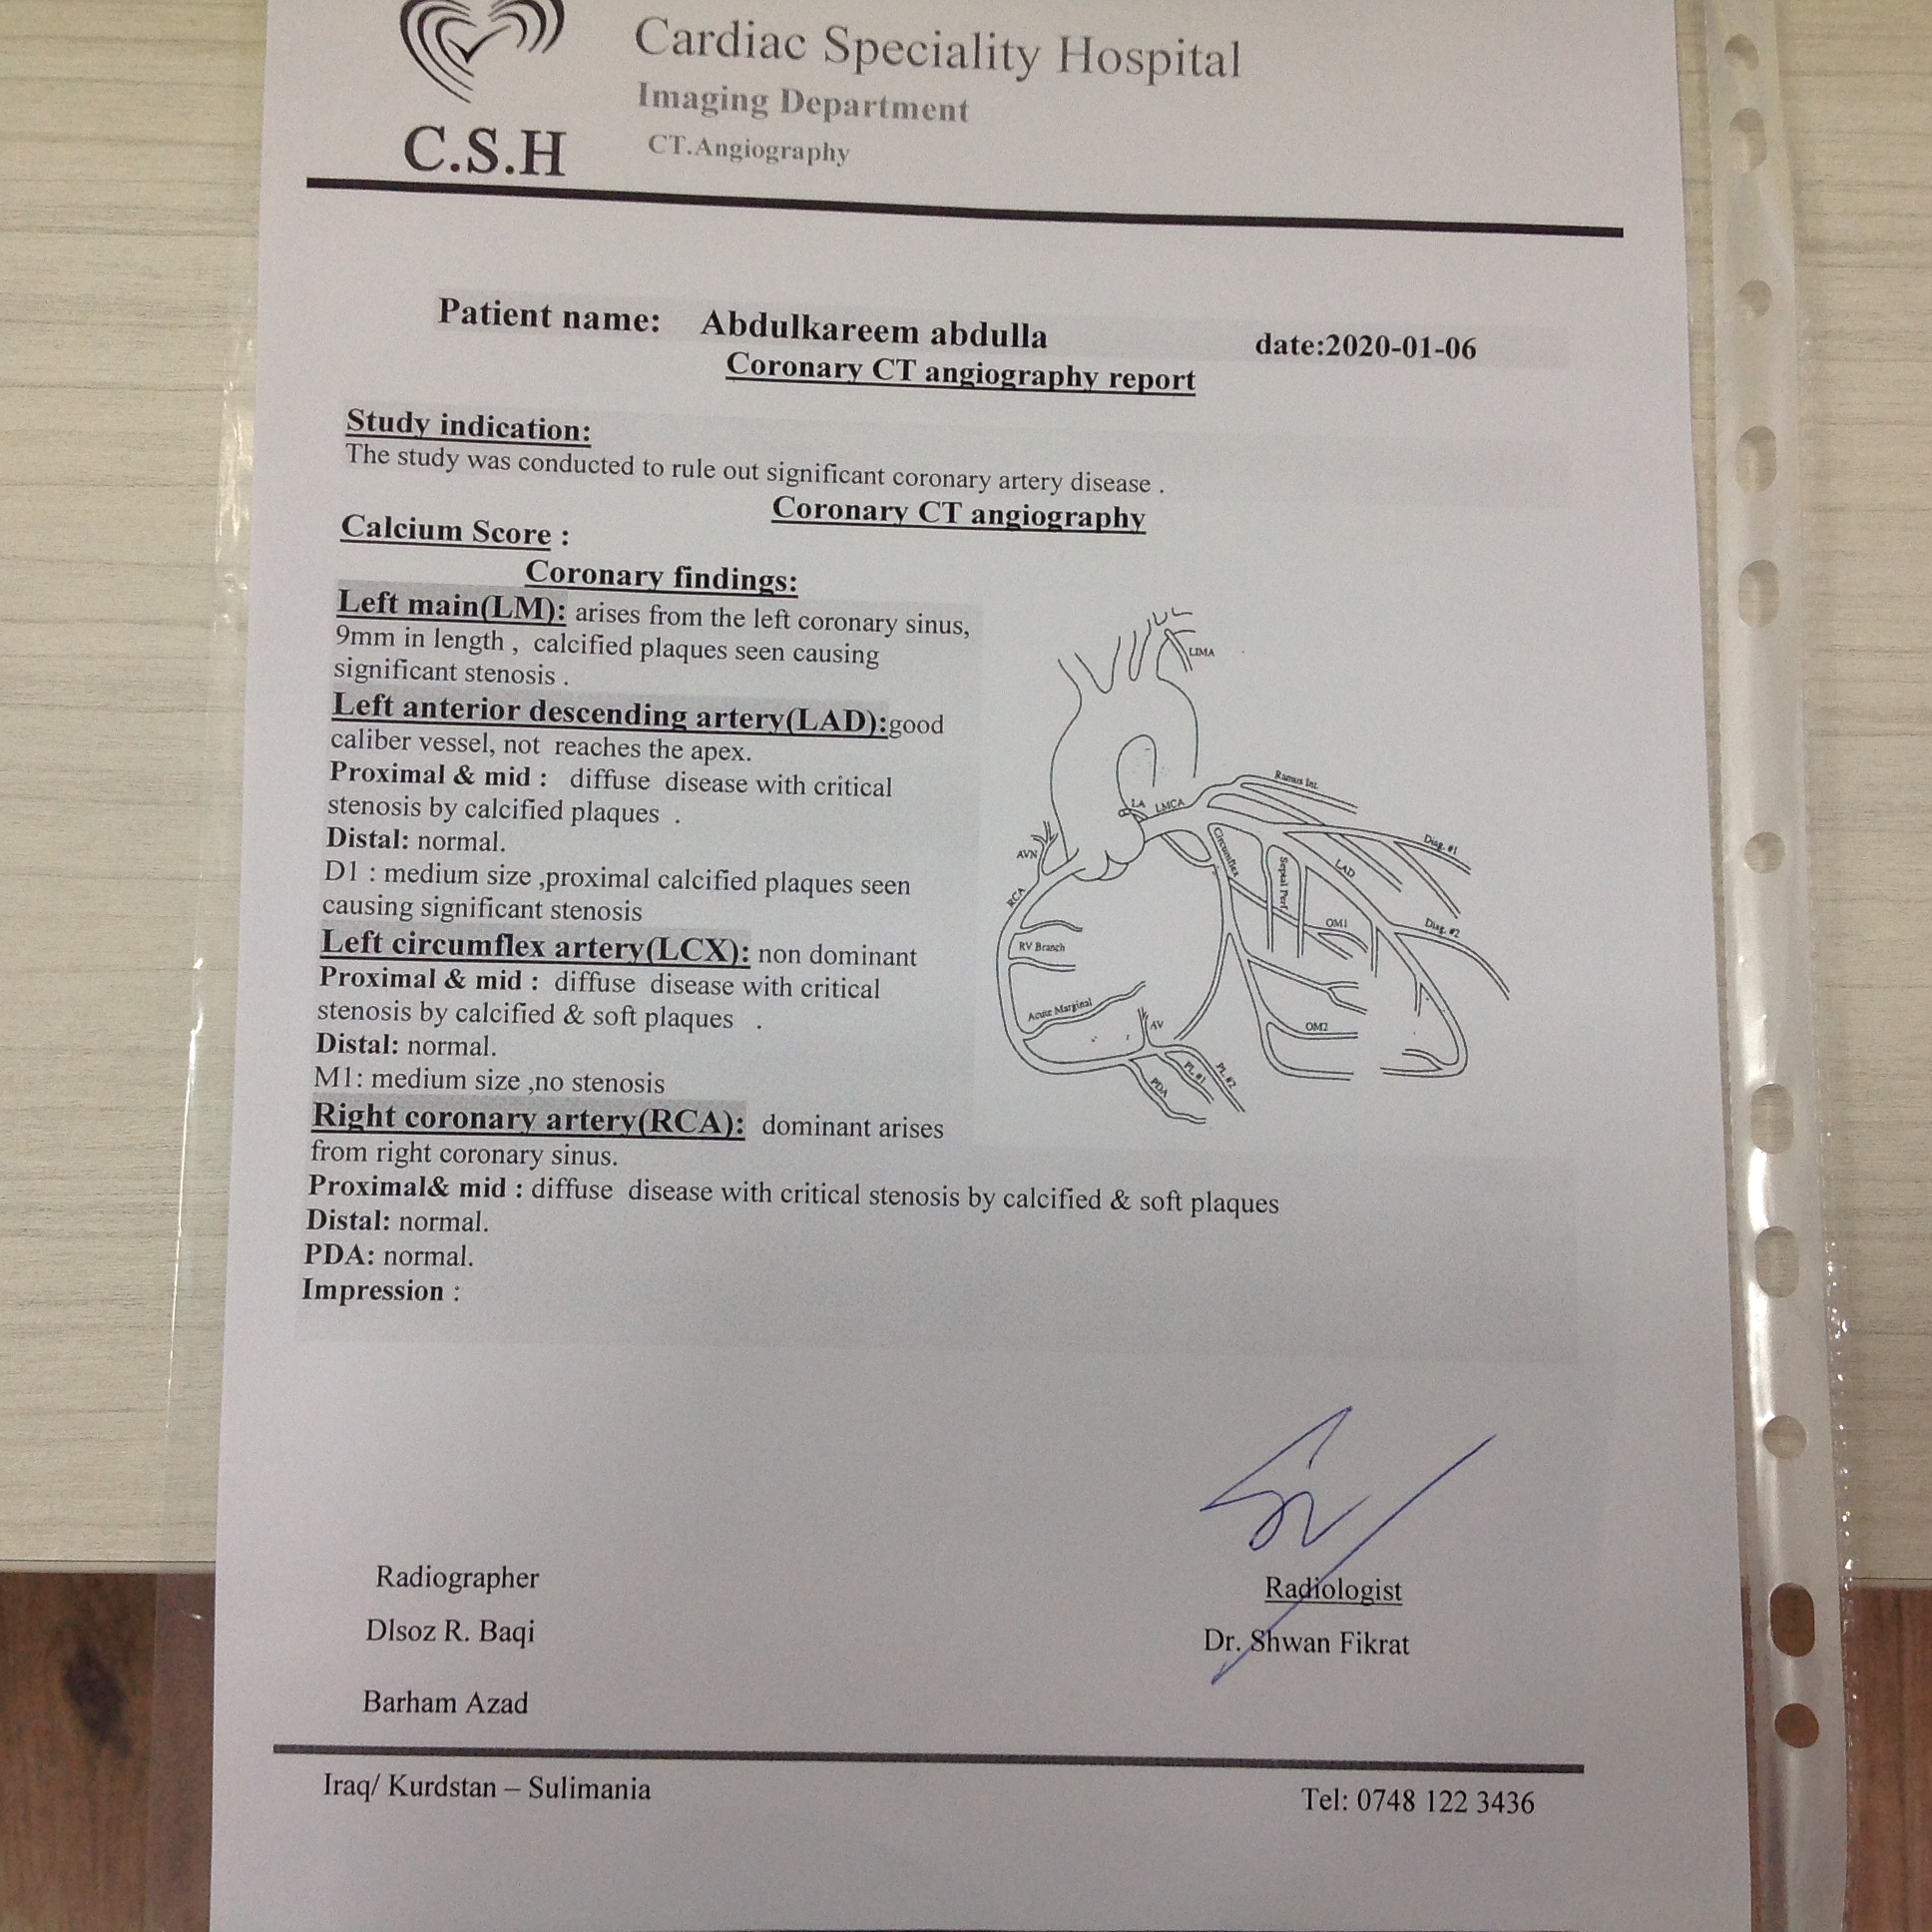 Cardiac Speciality Hospital
Imaging Department
CT.Angiography
C.S.H
Patient name: Abdulkareem abdulla date:2020-01-06
Coronary CT angiography report
Study indication:
The study was conducted to rule out significant coronary artery disease .
Coronary CT angiography
Calcium Score :
Coronary findings:
Left main(LM): arises from the left coronary sinus,
9mm in length , calcified plaques seen causing
significant stenosis .
Left anterior descending artery(LAD):good
caliber vessel, not reaches the apex.
Proximal & mid : diffuse disease with critical
stenosis by calcified plaques .
Distal: normal.
D1 : medium size ,proximal calcified plaques seen
causing significant stenosis
Left circumflex artery(LCX): non dominant
Proximal & mid : diffuse disease with critical
stenosis by calcified & soft plaques .
Distal: normal.
M1: medium size ,no stenosis
Right coronary artery(RCA): dominant arises
from right coronary sinus.
Proximal& mid : diffuse disease with critical stenosis by calcified & soft plaques
Distal: normal.
PDA: normal.
Impression :
LIMA
Ramus Int.
LA
LMCA
Diag. #1
AVN
Circumflex
Septal Perf
LAD
RCA
OM1
Diag. #2
RV Branch
Acute Marginal
AV
OM2
PL #1
PL #2
PDA
Radiographer
Dlsoz R. Baqi
Barham Azad
Radiologist
Dr. Shwan Fikrat
Iraq/ Kurdstan – Sulimania
Tel: 0748 122 3436